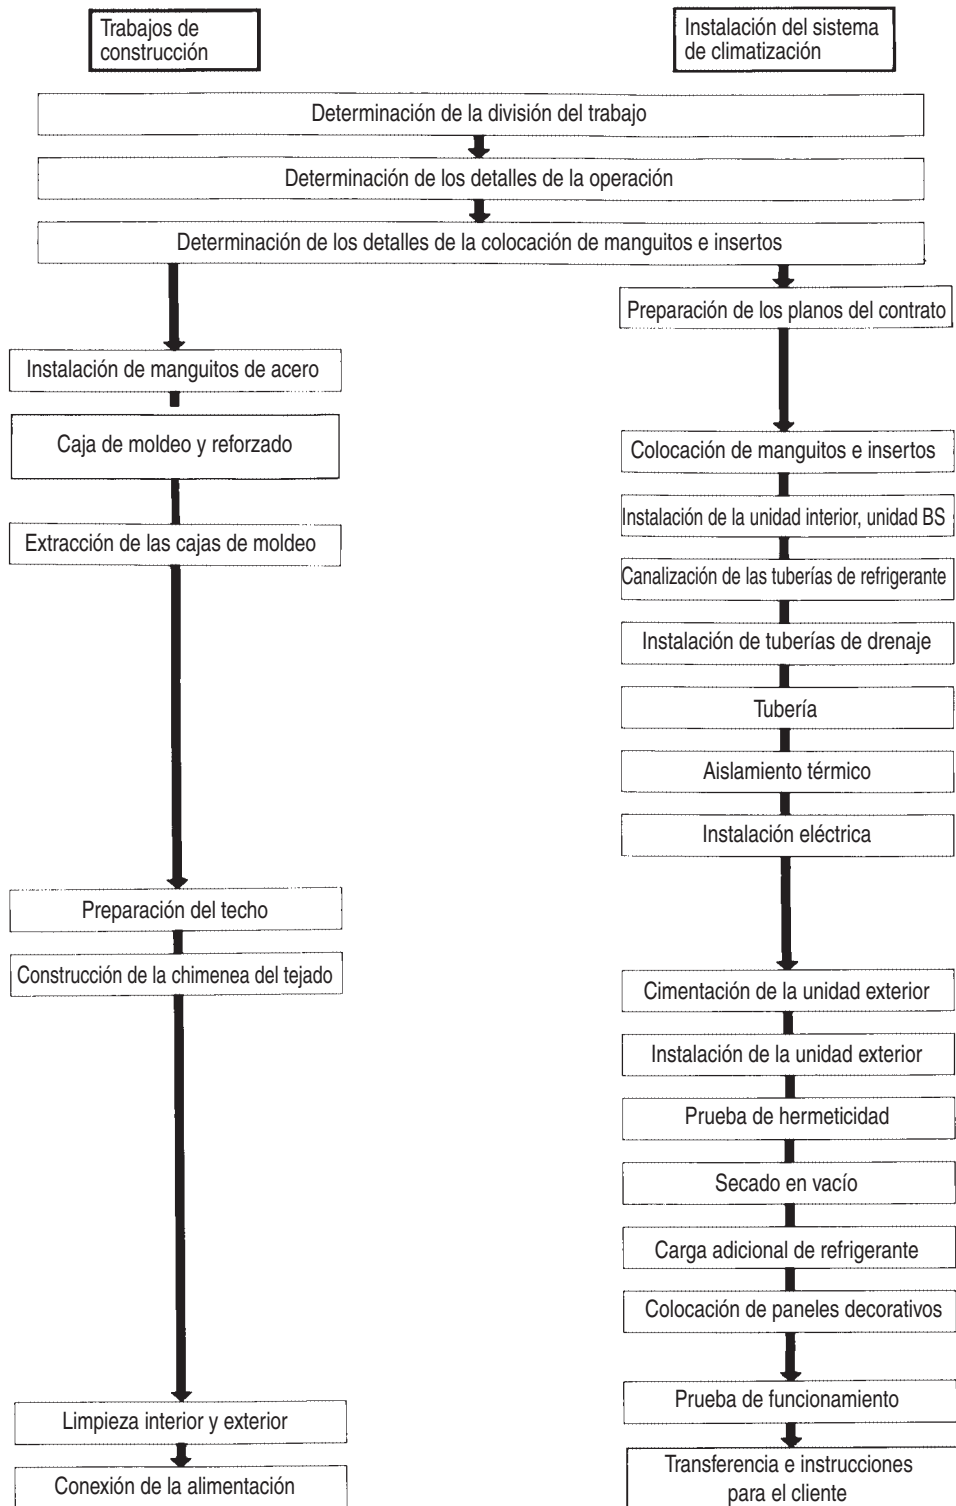 Trabajos de
construcción
Instalación del sistema
de climatización
Determinación de la división del trabajo
Determinación de los detalles de la operación
Determinación de los detalles de la colocación de manguitos e insertos
Preparación de los planos del contrato
Instalación de manguitos de acero
Caja de moldeo y reforzado
Colocación de manguitos e insertos
Instalación de la unidad interior, unidad BS
Extracción de las cajas de moldeo
Canalización de las tuberías de refrigerante
Instalación de tuberías de drenaje
Tubería
Aislamiento térmico
Instalación eléctrica
Preparación del techo
Construcción de la chimenea del tejado
Cimentación de la unidad exterior
Instalación de la unidad exterior
Prueba de hermeticidad
Secado en vacío
Carga adicional de refrigerante
Colocación de paneles decorativos
Prueba de funcionamiento
Limpieza interior y exterior
Transferencia e instrucciones
para el cliente
Conexión de la alimentación